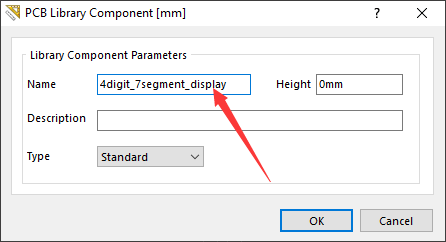 PCB Library Component [mm]
?
Library Component Parameters
Name 4digit_7segment_display Height 0mm
Description
Type Standard
OK Cancel